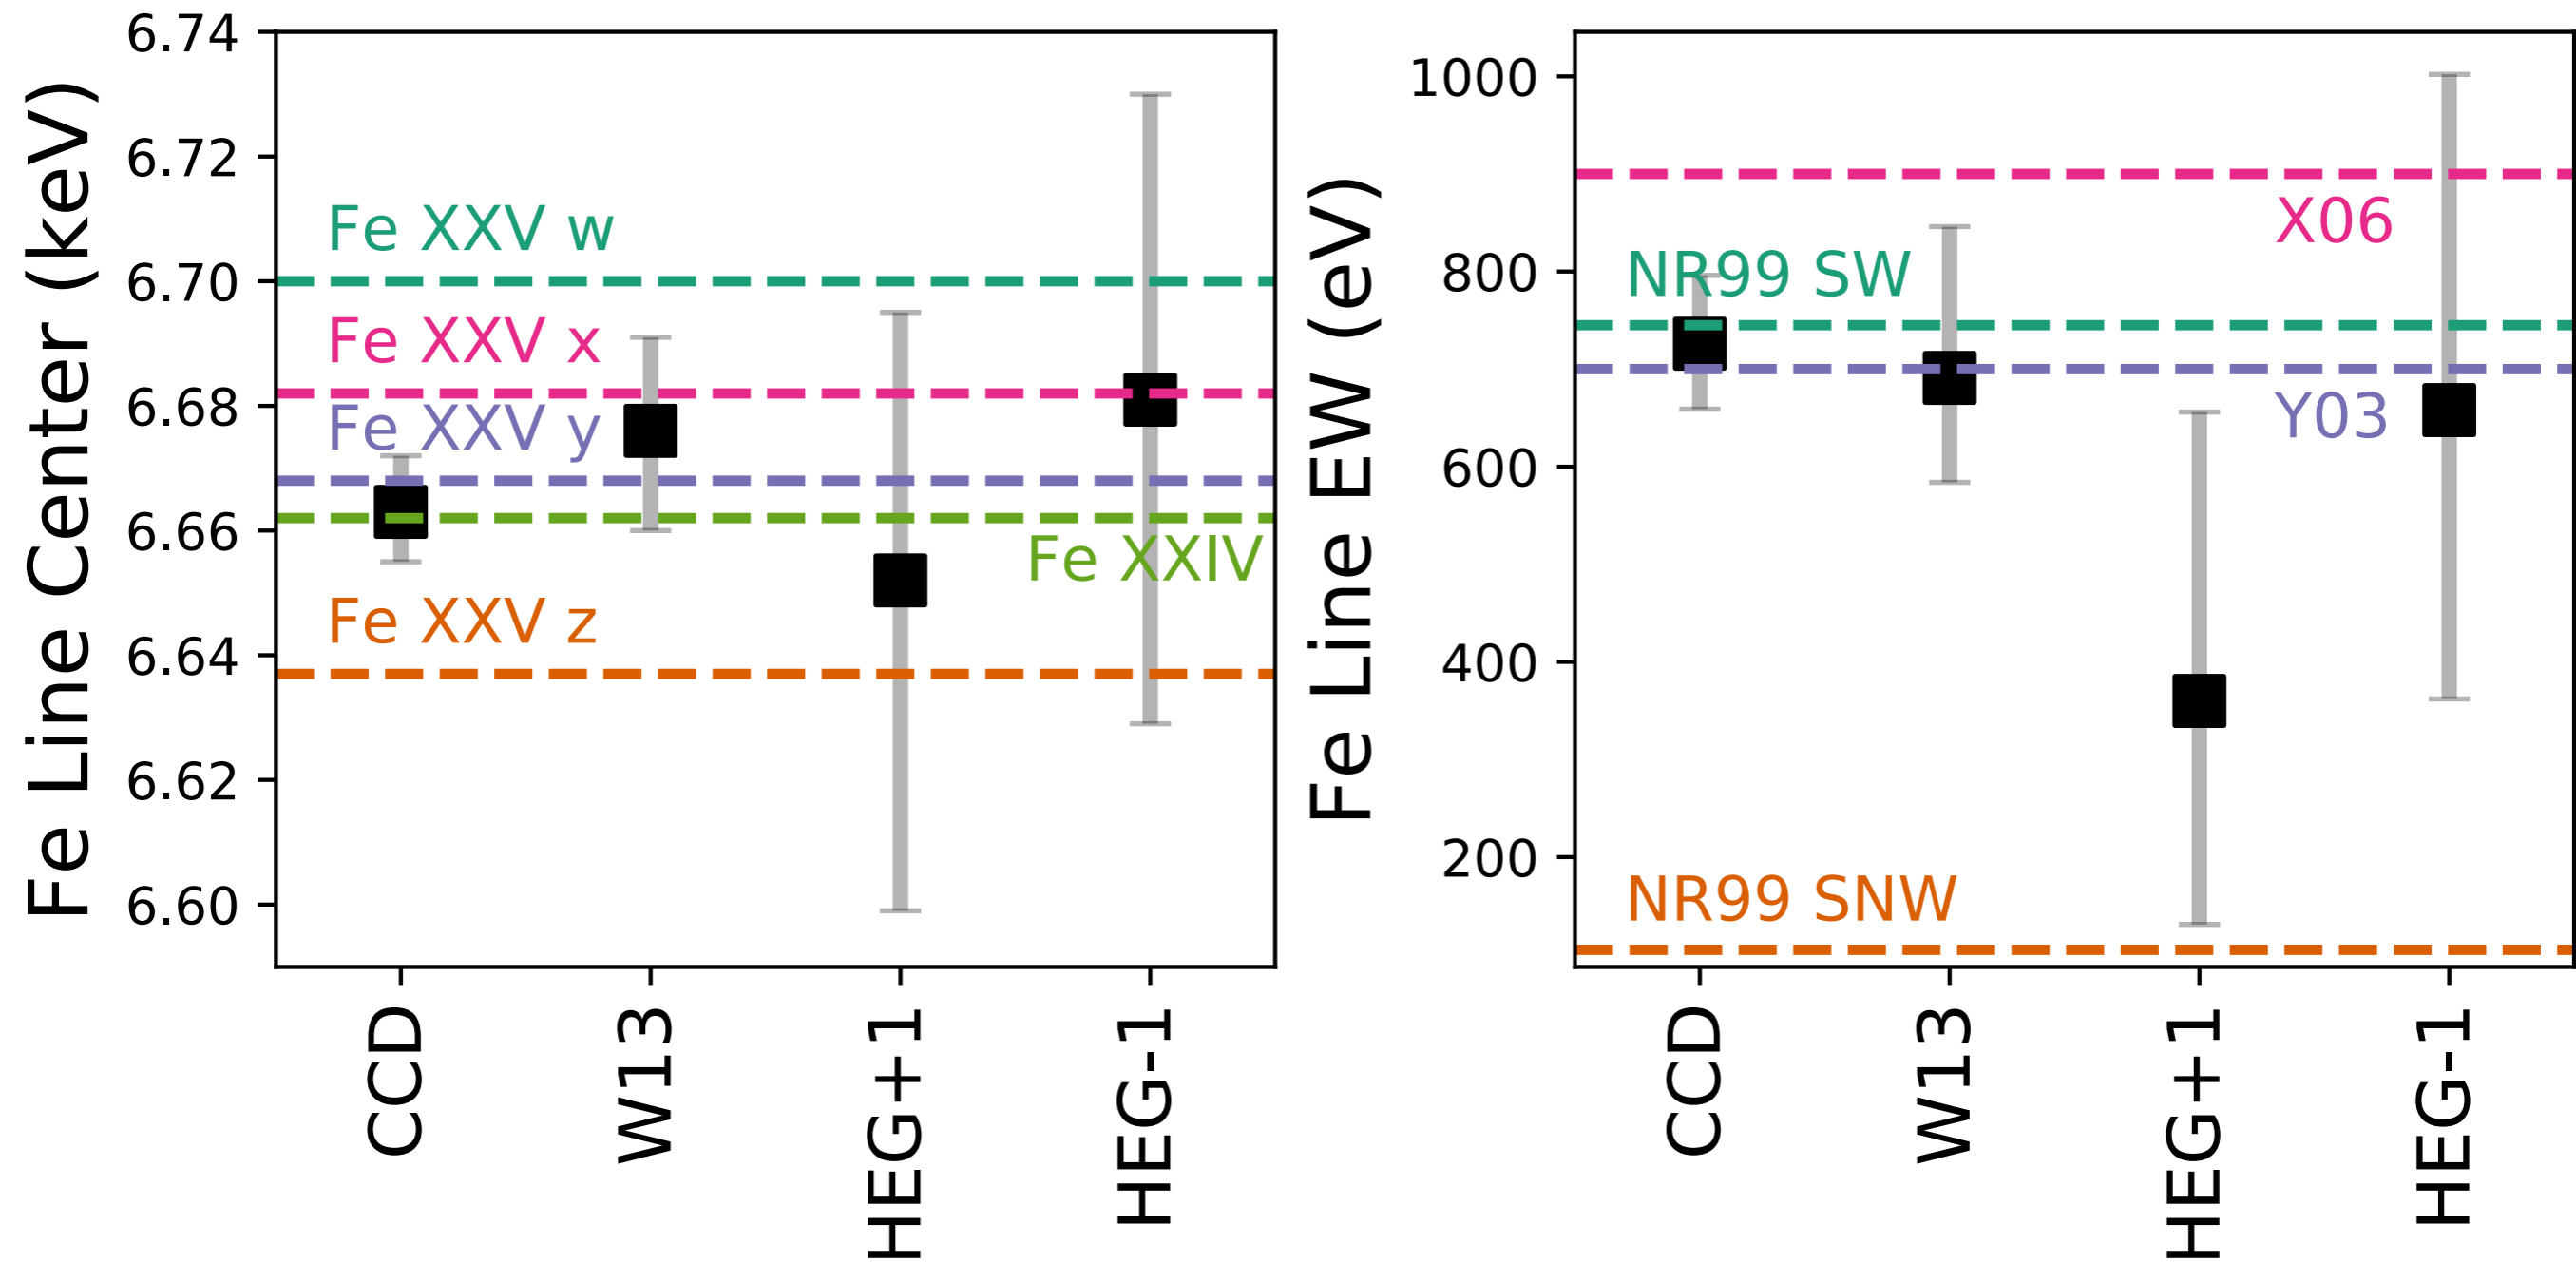 Fe Line Center (keV)
6.74
6.72
6.70
6.68
6.66
6.64
6.62
6.60
Fe XXV w
Fe XXV x
Fe XXV y
Fe XXIV
Fe XXV z
CCD
W13
HEG+1
HEG-1
Fe Line EW (eV)
1000
800
600
400
200
X06
NR99 SW
Y03
NR99 SNW
CCD
W13
HEG+1
HEG-1